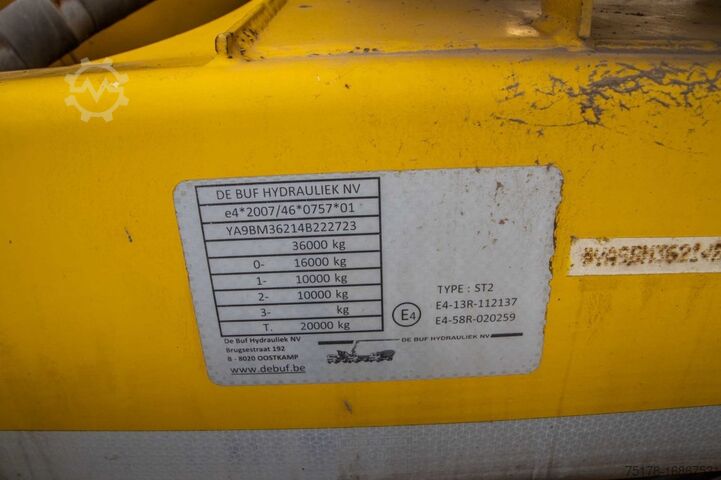 DE BUF HYDRAULIEK NV
e4*2007/46*0757*01
YA9BM36214B222723
36000 kg
0- 16000 kg
1- 10000 kg
2- 10000 kg
3- kg
T. 20000 kg
De Buf Hydrauliek NV
Brugsestraat 192
B - 8020 OOSTKAMP
www.debuf.be
TYPE : ST2
E4
E4-13R-112137
E4-58R-020259
DE BUF HYDRAULIEK NV